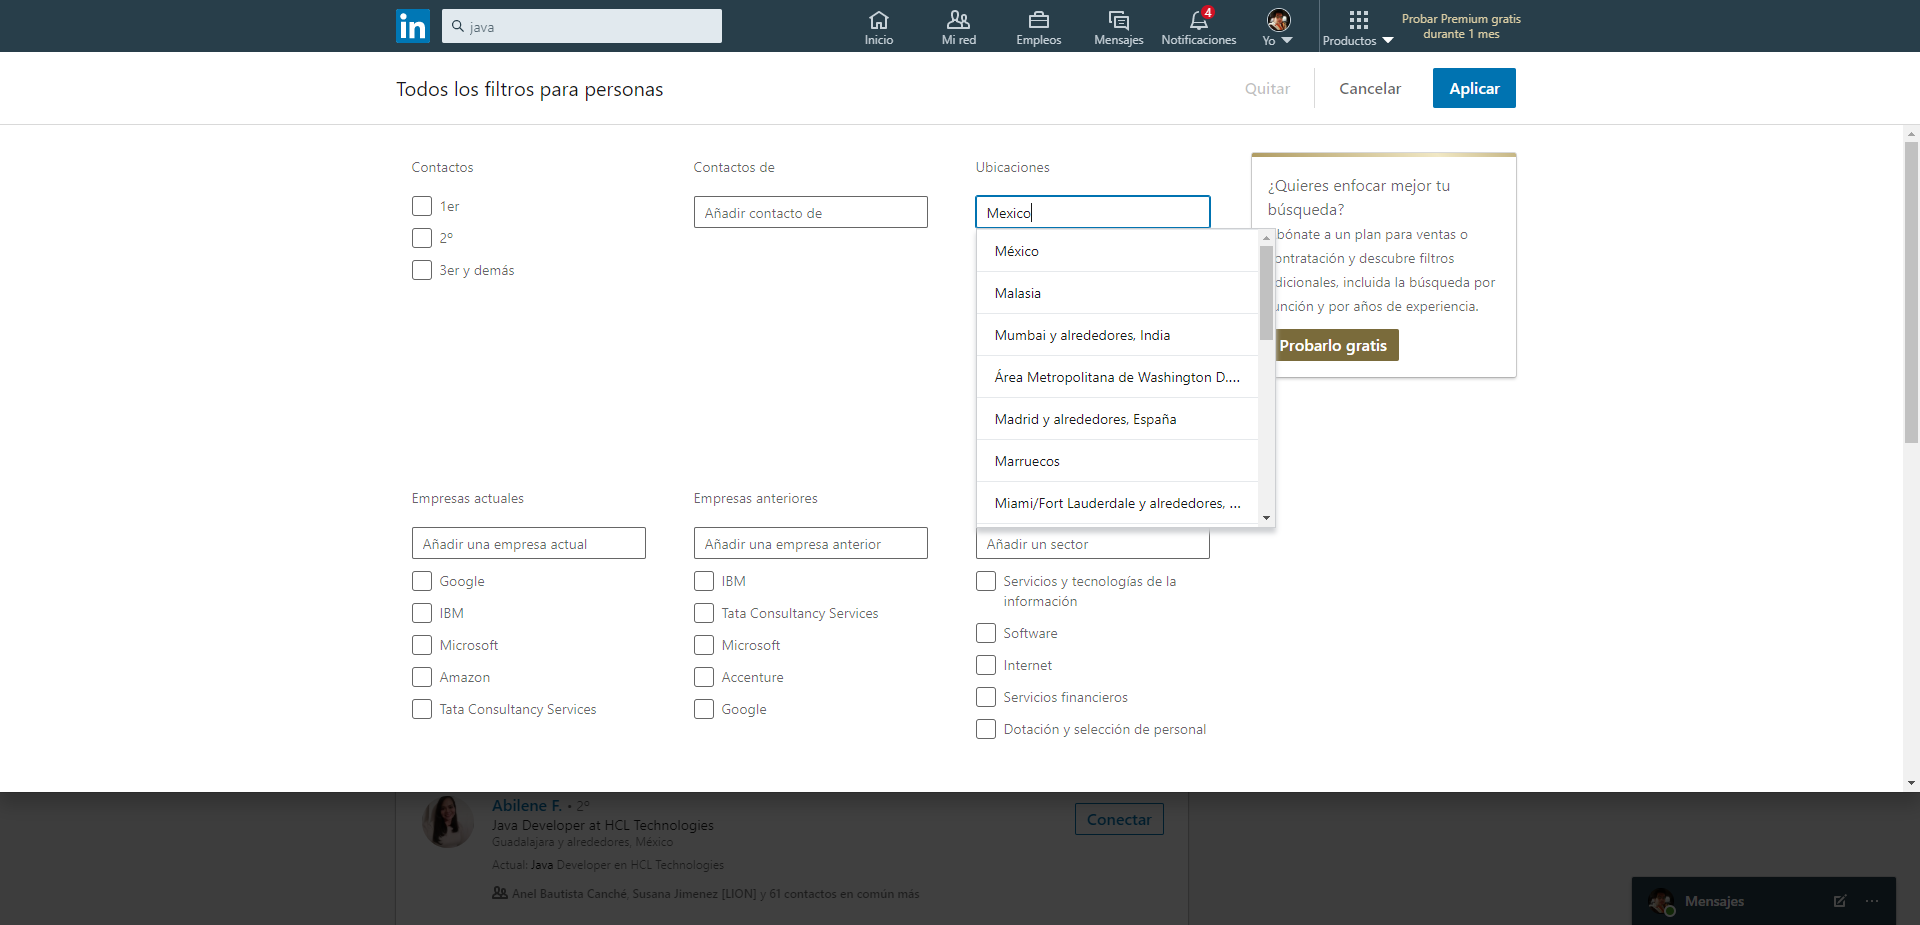 in
java
Inicio
Mi red
Empleos
Mensajes
4
Notificaciones
Yo
Productos
Probar Premium gratis
durante 1 mes
Todos los filtros para personas
Quitar
Cancelar
Aplicar
Contactos
1er
2º
3er y demás
Contactos de
Añadir contacto de
Ubicaciones
Mexico
México
Malasia
Mumbai y alrededores, India
Área Metropolitana de Washington D....
Madrid y alrededores, España
Marruecos
Miami/Fort Lauderdale y alrededores, ...
¿Quieres enfocar mejor tu
búsqueda?
bónate a un plan para ventas o
ontratación y descubre filtros
dicionales, incluida la búsqueda por
unción y por años de experiencia.
Probarlo gratis
Empresas actuales
Añadir una empresa actual
Google
IBM
Microsoft
Amazon
Tata Consultancy Services
Empresas anteriores
Añadir una empresa anterior
IBM
Tata Consultancy Services
Microsoft
Accenture
Google
Añadir un sector
Servicios y tecnologías de la
información
Software
Internet
Servicios financieros
Dotación y selección de personal
Abilene F. • 2º
Java Developer at HCL Technologies
Guadalajara y alrededores, México
Actual: Java Developer en HCL Technologies
Anel Bautista Canché, Susana Jimenez [LION] y 61 contactos en común más
Conectar
Mensajes